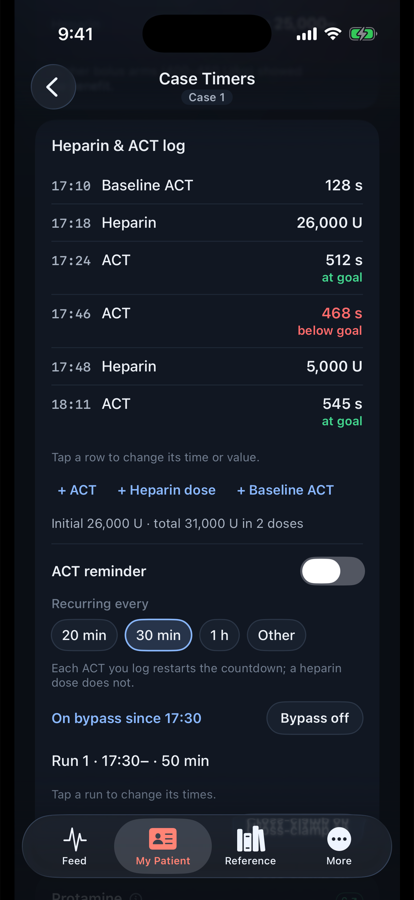 9:41
Case Timers
Case 1
Heparin & ACT log
17:10 Baseline ACT 128 s
17:18 Heparin 26,000 U
17:24 ACT 512 s
at goal
17:46 ACT 468 s
below goal
17:48 Heparin 5,000 U
18:11 ACT 545 s
at goal
Tap a row to change its time or value.
+ ACT + Heparin dose + Baseline ACT
Initial 26,000 U · total 31,000 U in 2 doses
ACT reminder
Recurring every
20 min 30 min 1 h Other
Each ACT you log restarts the countdown; a heparin
dose does not.
On bypass since 17:30 Bypass off
Run 1 · 17:30– · 50 min
Tap a run to change its times.
Feed My Patient Reference More
Protamine